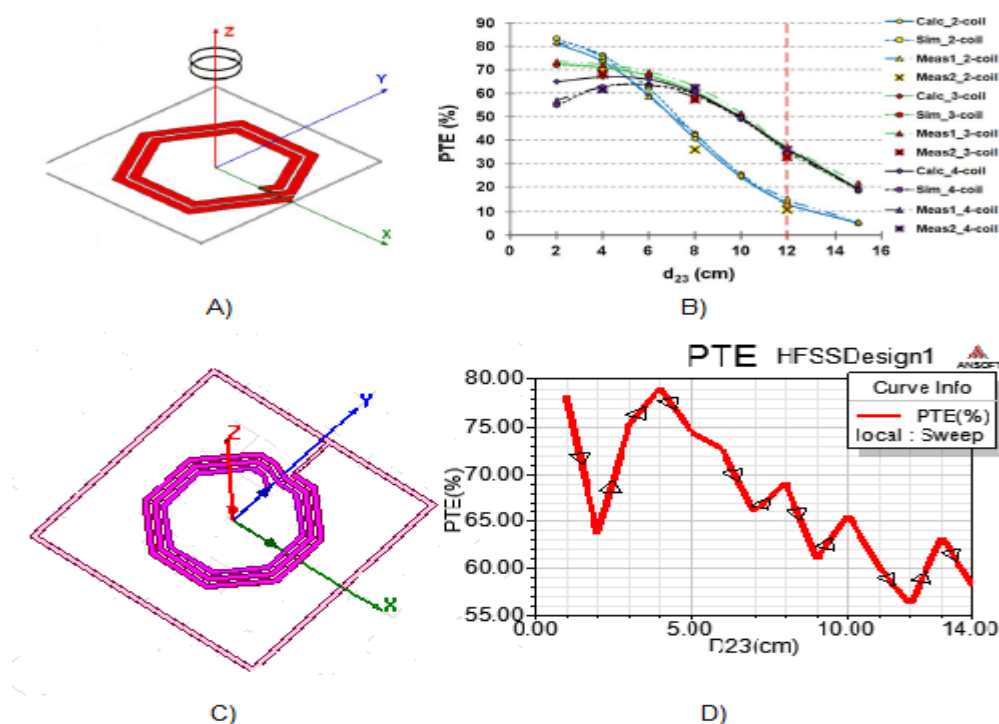 Z
Y
X
A)
90
80
70
60
50
40
30
20
10
0
PTE (%)
0 2 4 6 8 10 12 14 16
d23 (cm)
Calc_2-coil
Sim_2-coil
Meas1_2-coil
Meas2_2-coil
Calc_3-coil
Sim_3-coil
Meas1_3-coil
Meas2_3-coil
Calc_4-coil
Sim_4-coil
Meas1_4-coil
Meas2_4-coil
B)
Z
Y
X
C)
PTE HFSSDesign1
ANSOFT
Curve Info
PTE(%)
local : Sweep
80.00
75.00
70.00
65.00
60.00
55.00
PTE(%)
0.00 5.00 10.00 14.00
D23(cm)
D)